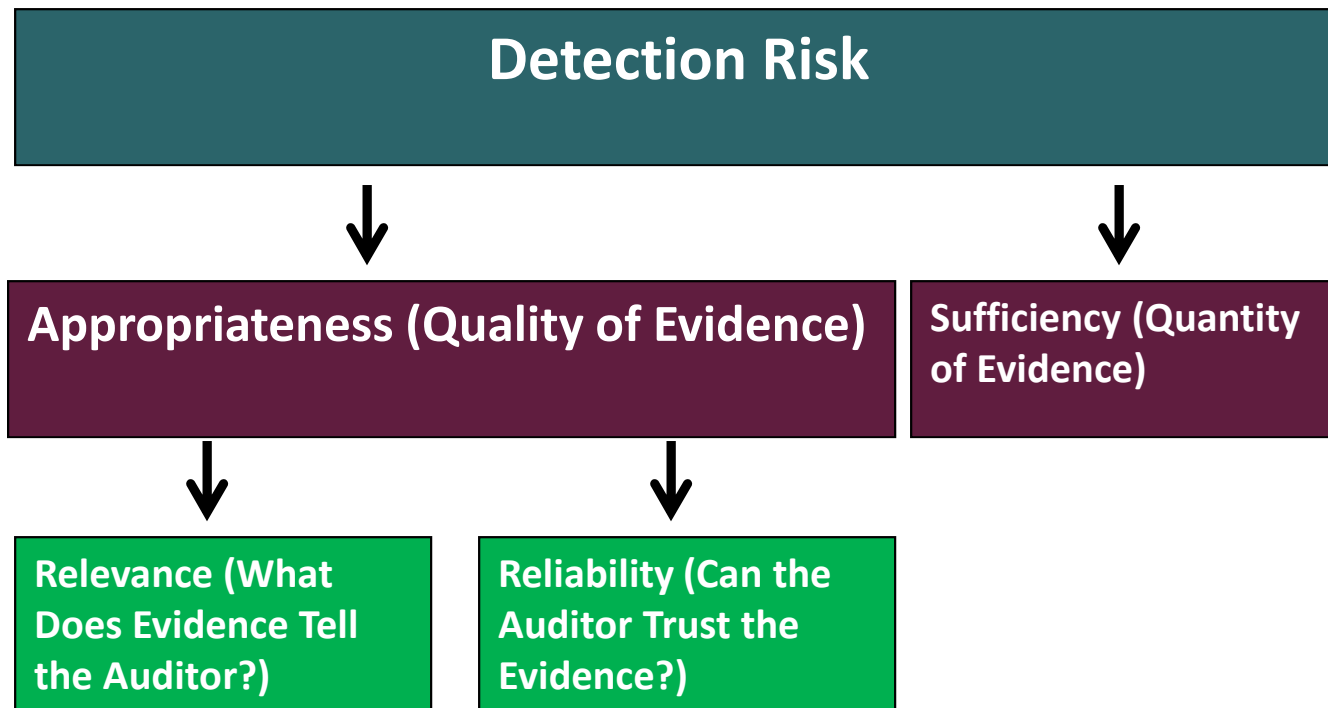 Detection Risk
Appropriateness (Quality of Evidence)
Sufficiency (Quantity
of Evidence)
Relevance (What
Does Evidence Tell
the Auditor?)
Reliability (Can the
Auditor Trust the
Evidence?)